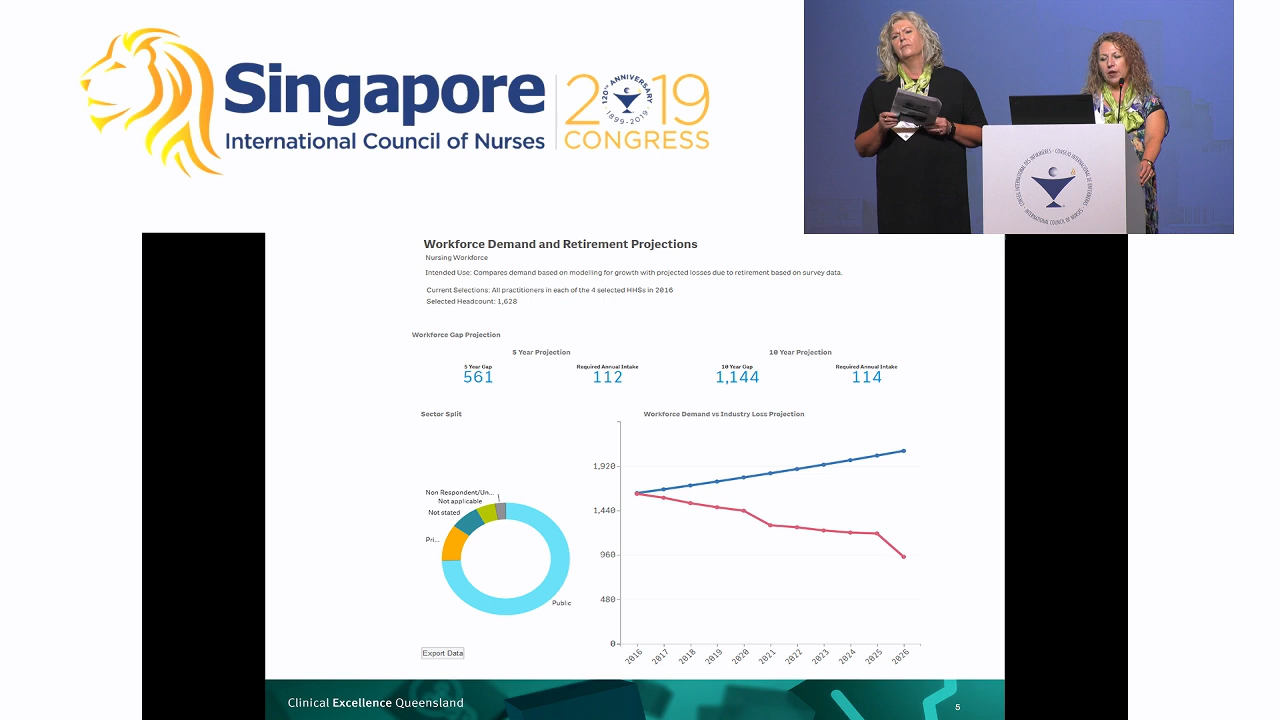 Singapore
International Council of Nurses
2019
120TH ANNIVERSARY
1899-2019
CONGRESS
INTERNATIONAL COUNCIL OF NURSES
Workforce Demand and Retirement Projections
Nursing Workforce
Intended Use: Compares demand based on modelling for growth with projected losses due to retirement based on survey data.
Current Selections: All practitioners in each of the 4 selected HHSs in 2016
Selected Headcount: 1,628
Workforce Gap Projection
5 Year Projection
10 Year Projection
5 Year Gap
Required Annual Intake
10 Year Gap
Required Annual Intake
561
112
1,144
114
Sector Split
Workforce Demand vs Industry Loss Projection
Non Respondent/Un...
Not applicable
Not stated
Pri...
Public
1,920
1,440
960
480
0
2016
2017
2018
2019
2020
2021
2022
2023
2024
2025
2026
Export Data
Clinical Excellence Queensland
5